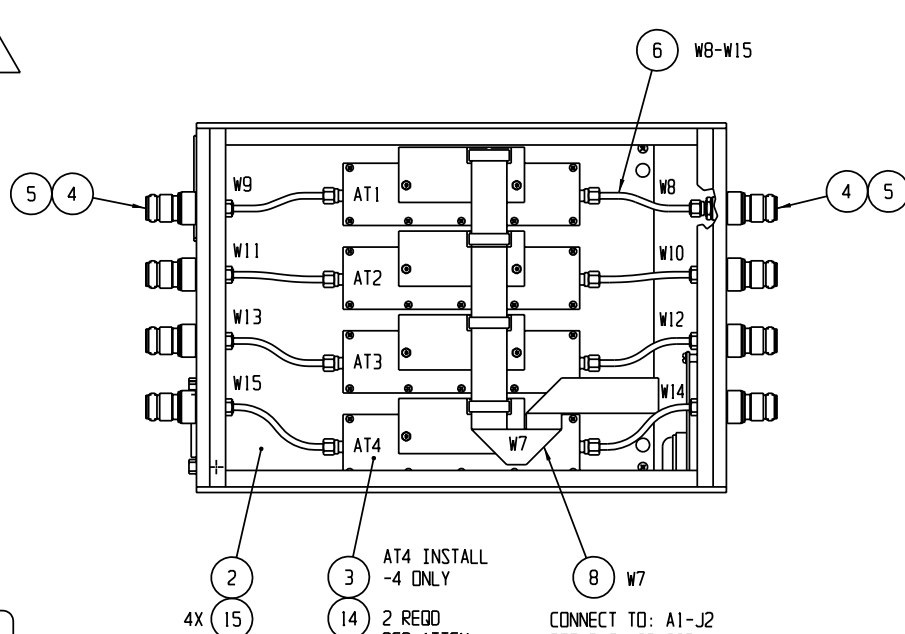 6 W8-W15
5 4
W9
AT1
W8
4 5
W11
AT2
W10
W13
AT3
W12
W15
AT4
W7
W14
2
3 AT4 INSTALL
-4 ONLY
8 W7
4X 15
14 2 REQD
CONNECT TO: A1-J2